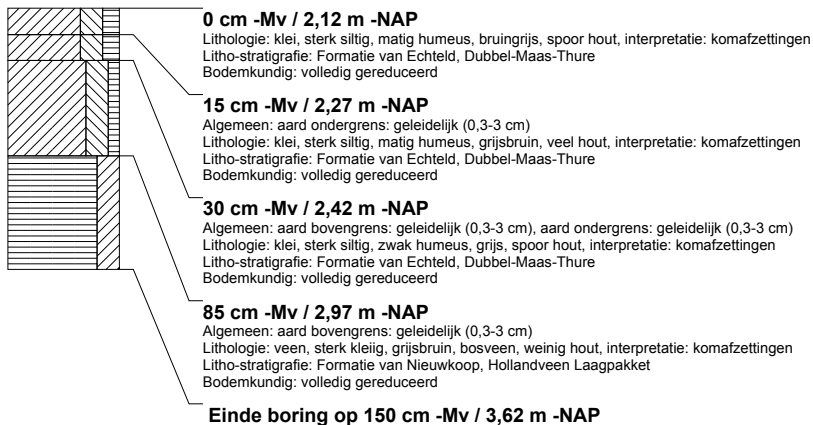 0 cm -Mv / 2,12 m -NAP
Lithologie: klei, sterk siltig, matig humeus, bruingrijs, spoor hout, interpretatie: komafzettingen
Litho-stratigrafie: Formatie van Echteld, Dubbel-Maas-Thure
Bodemkundig: volledig gereduceerd
15 cm -Mv / 2,27 m -NAP
Algemeen: aard ondergrens: geleidelijk (0,3-3 cm)
Lithologie: klei, sterk siltig, matig humeus, grijsbruin, veel hout, interpretatie: komafzettingen
Litho-stratigrafie: Formatie van Echteld, Dubbel-Maas-Thure
Bodemkundig: volledig gereduceerd
30 cm -Mv / 2,42 m -NAP
Algemeen: aard bovengrens: geleidelijk (0,3-3 cm), aard ondergrens: geleidelijk (0,3-3 cm)
Lithologie: klei, sterk siltig, zwak humeus, grijs, spoor hout, interpretatie: komafzettingen
Litho-stratigrafie: Formatie van Echteld, Dubbel-Maas-Thure
Bodemkundig: volledig gereduceerd
85 cm -Mv / 2,97 m -NAP
Algemeen: aard bovengrens: geleidelijk (0,3-3 cm)
Lithologie: veen, sterk kleiig, grijsbruin, bosveen, weinig hout, interpretatie: komafzettingen
Litho-stratigrafie: Formatie van Nieuwkoop, Hollandveen Laagpakket
Bodemkundig: volledig gereduceerd
Einde boring op 150 cm -Mv / 3,62 m -NAP